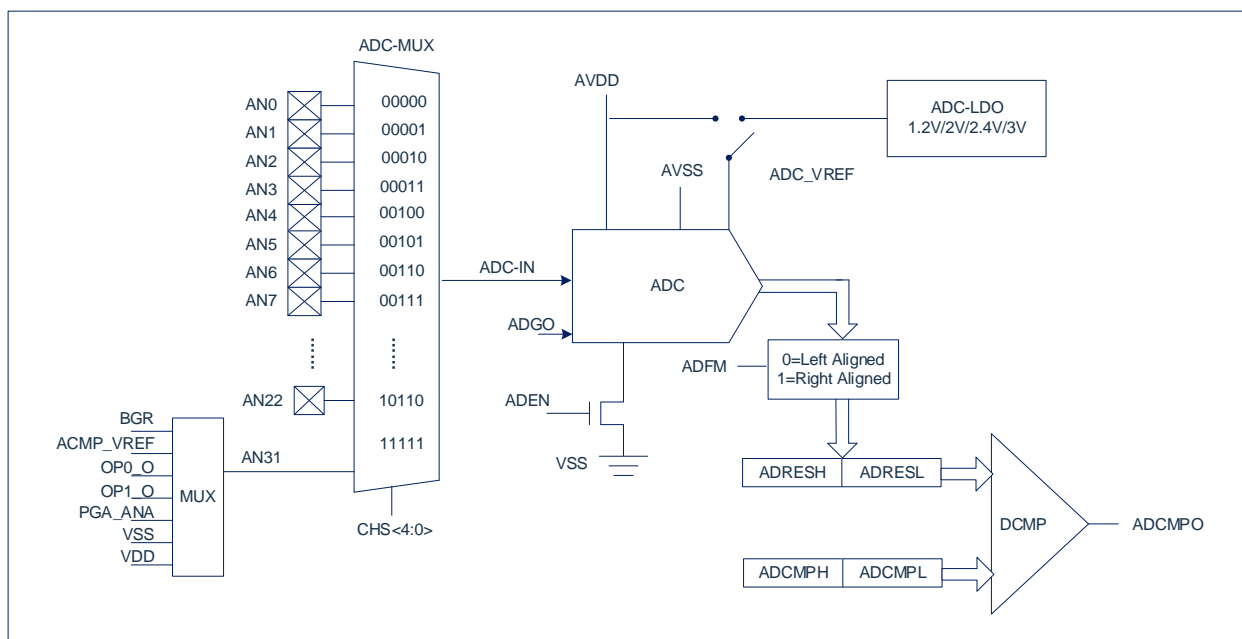 ADC-MUX
AN0
00000
AN1
00001
AN2
00010
AN3
00011
AN4
00100
AN5
00101
AN6
00110
AN7
00111
AN22
10110
11111
AN31
CHS<4:0>
BGR
ACMP_VREF
OP0_O
OP1_O
PGA_ANA
VSS
VDD
MUX
ADC-IN
ADGO
ADEN
VSS
AVDD
AVSS
ADC_VREF
ADC-LDO
1.2V/2V/2.4V/3V
ADC
ADFM
0=Left Aligned
1=Right Aligned
ADRESH
ADRESL
ADCMPH
ADCMPL
DCMP
ADCMPO